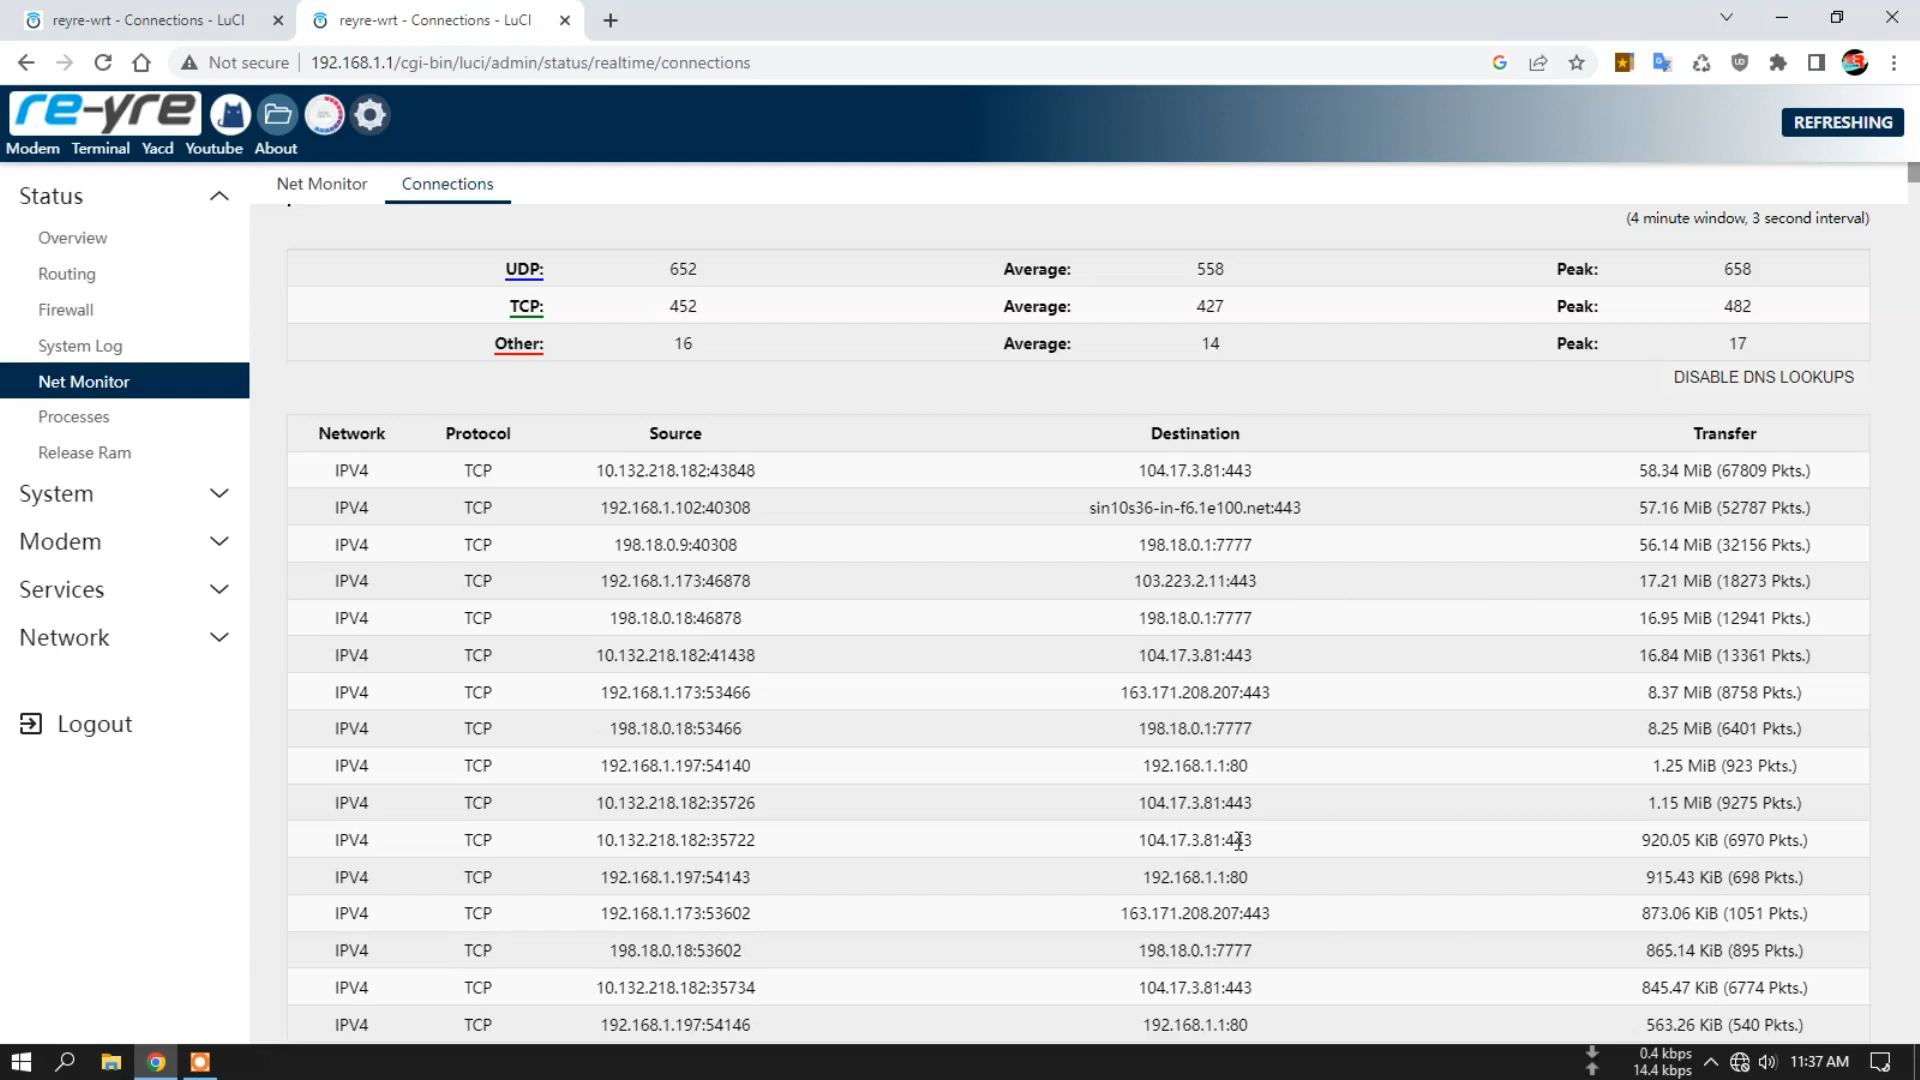 reyre-wrt - Connections - LuCI
reyre-wrt - Connections - LuCI
Not secure
192.168.1.1/cgi-bin/luci/admin/status/realtime/connections
re-yre
REFRESHING
Modem Terminal Yacd Youtube About
Status
Overview
Routing
Firewall
System Log
Net Monitor
Processes
Release Ram
System
Modem
Services
Network
Logout
Net Monitor Connections
(4 minute window, 3 second interval)
UDP: 652 Average: 558 Peak: 658
TCP: 452 Average: 427 Peak: 482
Other: 16 Average: 14 Peak: 17
DISABLE DNS LOOKUPS
Network Protocol Source Destination Transfer
IPV4 TCP 10.132.218.182:43848 104.17.3.81:443 58.34 MiB (67809 Pkts.)
IPV4 TCP 192.168.1.102:40308 sin10s36-in-f6.1e100.net:443 57.16 MiB (52787 Pkts.)
IPV4 TCP 198.18.0.9:40308 198.18.0.1:7777 56.14 MiB (32156 Pkts.)
IPV4 TCP 192.168.1.173:46878 103.223.2.11:443 17.21 MiB (18273 Pkts.)
IPV4 TCP 198.18.0.18:46878 198.18.0.1:7777 16.95 MiB (12941 Pkts.)
IPV4 TCP 10.132.218.182:41438 104.17.3.81:443 16.84 MiB (13361 Pkts.)
IPV4 TCP 192.168.1.173:53466 163.171.208.207:443 8.37 MiB (8758 Pkts.)
IPV4 TCP 198.18.0.18:53466 198.18.0.1:7777 8.25 MiB (6401 Pkts.)
IPV4 TCP 192.168.1.197:54140 192.168.1.1:80 1.25 MiB (923 Pkts.)
IPV4 TCP 10.132.218.182:35726 104.17.3.81:443 1.15 MiB (9275 Pkts.)
IPV4 TCP 10.132.218.182:35722 104.17.3.81:443 920.05 KiB (6970 Pkts.)
IPV4 TCP 192.168.1.197:54143 192.168.1.1:80 915.43 KiB (698 Pkts.)
IPV4 TCP 192.168.1.173:53602 163.171.208.207:443 873.06 KiB (1051 Pkts.)
IPV4 TCP 198.18.0.18:53602 198.18.0.1:7777 865.14 KiB (895 Pkts.)
IPV4 TCP 10.132.218.182:35734 104.17.3.81:443 845.47 KiB (6774 Pkts.)
IPV4 TCP 192.168.1.197:54146 192.168.1.1:80 563.26 KiB (540 Pkts.)
0.4 kbps
14.4 kbps
11:37 AM